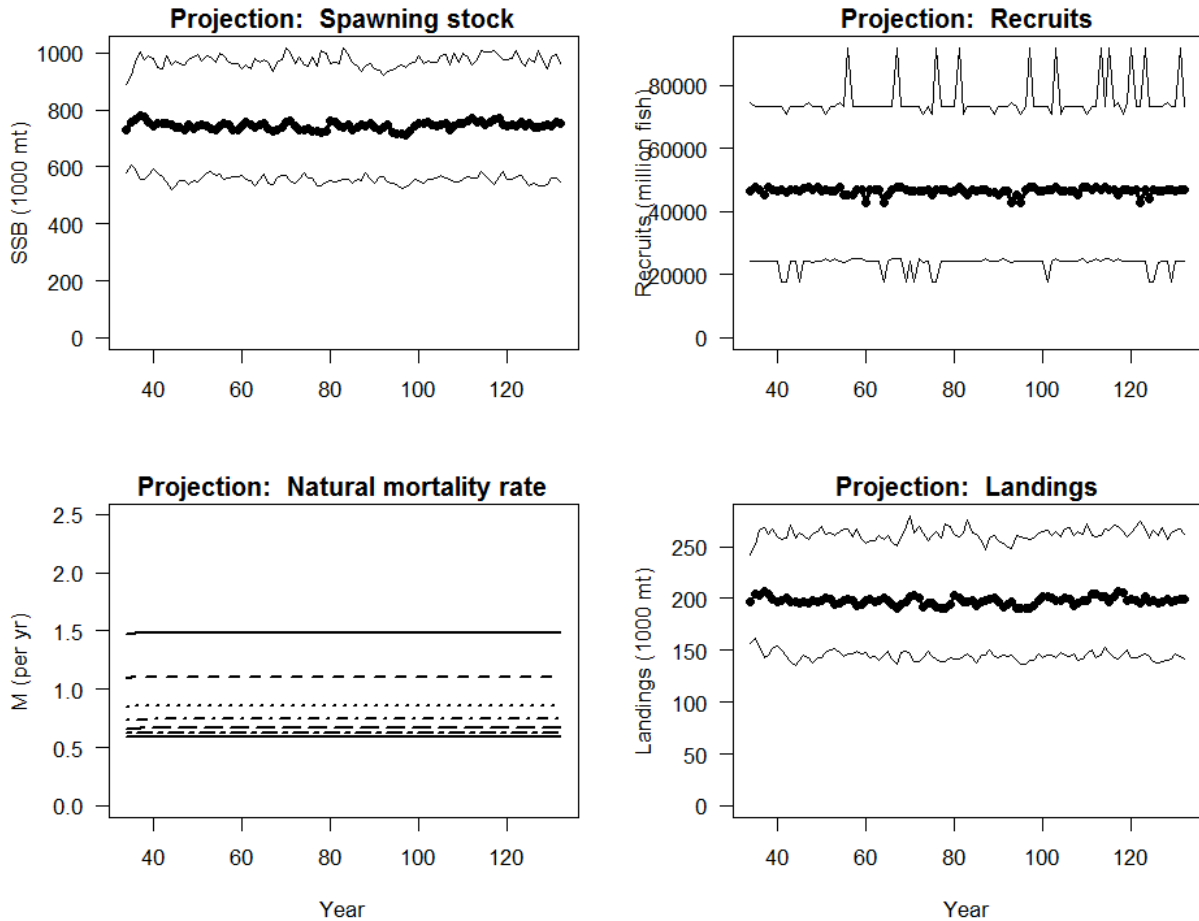 Projection: Spawning stock
SSB (1000 mt)
1000
800
600
400
200
0
40 60 80 100 120
Projection: Recruits
Recruits (million fish)
80000
60000
40000
20000
0
40 60 80 100 120
Projection: Natural mortality rate
M (per yr)
2.5
2.0
1.5
1.0
0.5
0.0
40 60 80 100 120
Year
Projection: Landings
Landings (1000 mt)
250
200
150
100
50
0
40 60 80 100 120
Year